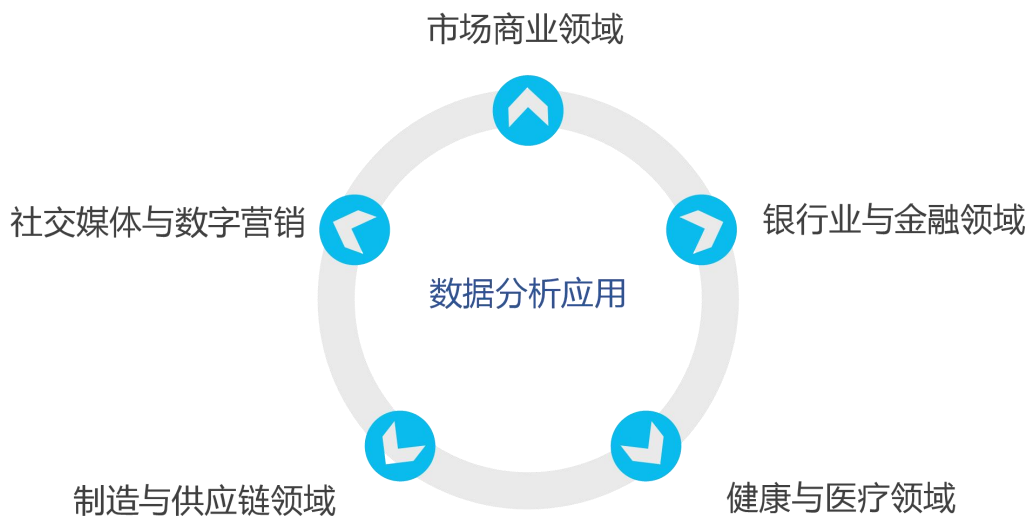 市场商业领域
社交媒体与数字营销
银行业与金融领域
数据分析应用
制造与供应链领域
健康与医疗领域